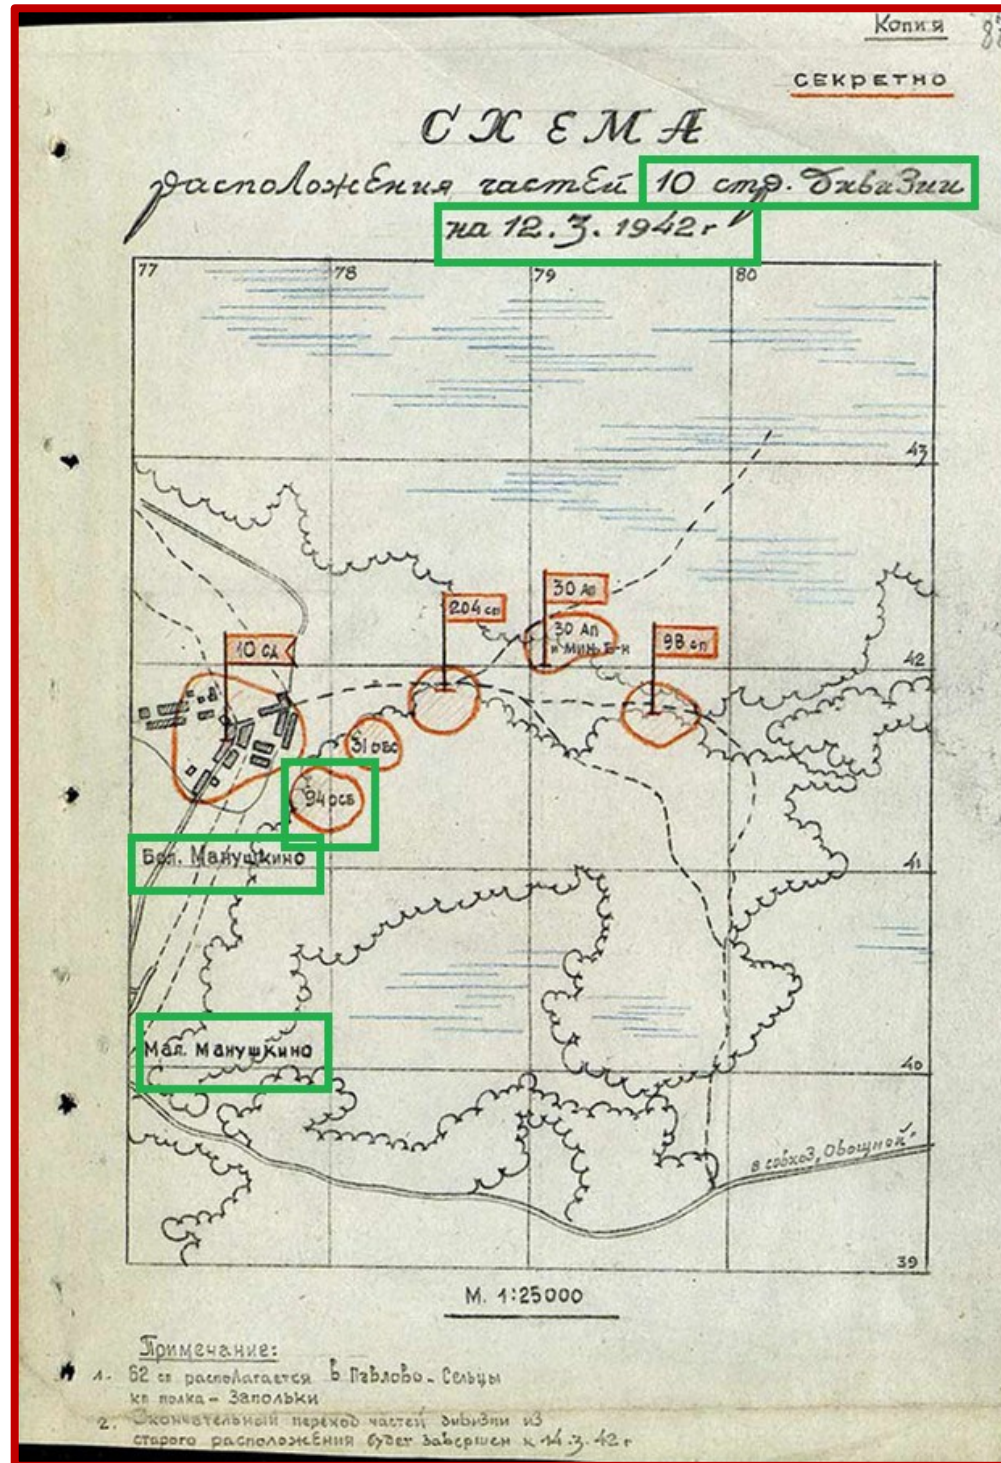 Копия
СЕКРЕТНО
СХЕМА
расположения частей 10 стр. дивизии
на 12.3.1942 г
77 78 79 80
43
30 Ап
204 сп
30 Ап
и мин. б-н
98 сп
10 СД
42
31 обс
94 осб
Бол. Манушкино
41
Мал. Манушкино
40
в совхоз „Овощной“
39
М. 1:25000
Примечание:
1. 62 сп располагается в Павлово-Сельцы
кп полка - Запольки
2. Окончательный переход частей дивизии из
старого расположения будет завершен к 14.3.42 г